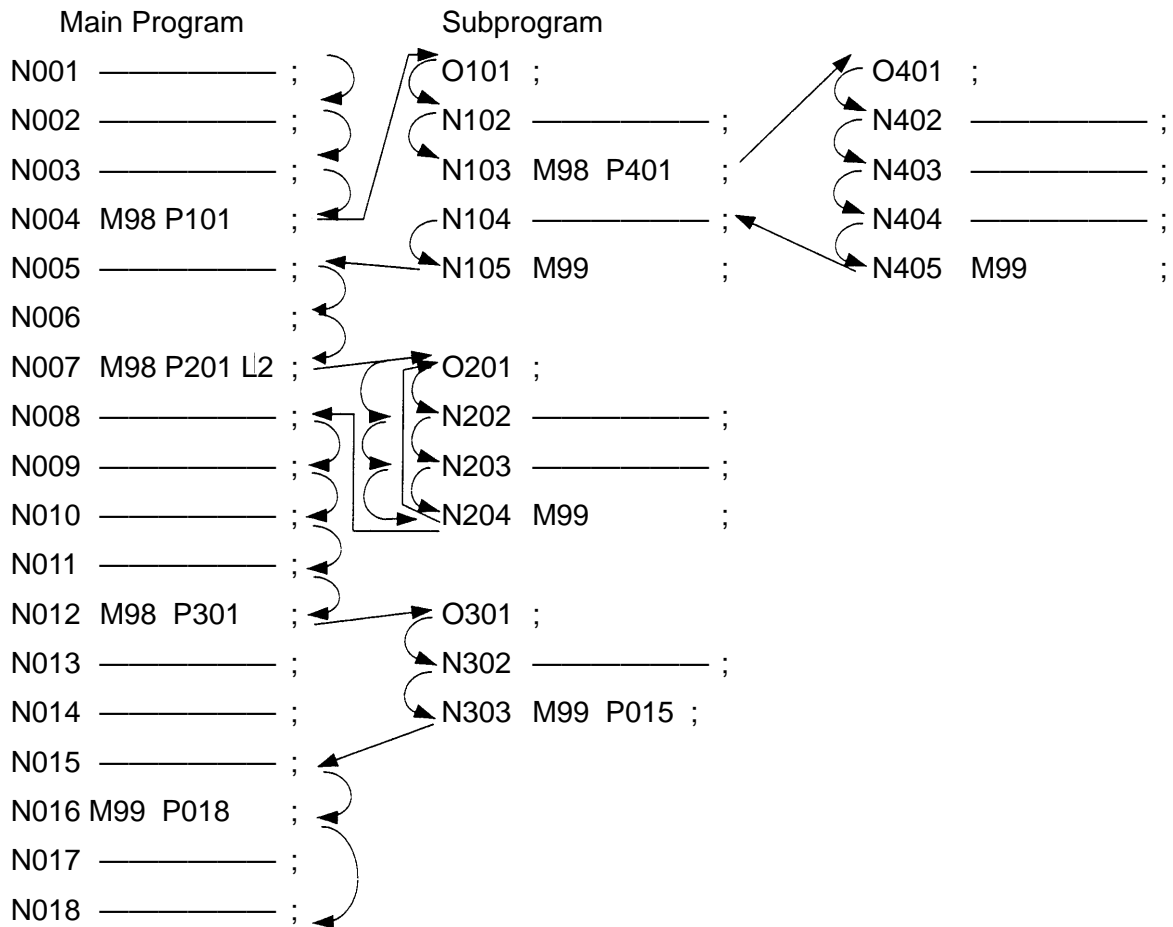 Main Program Subprogram
N001 —————— ; O101 ; O401 ;
N002 —————— ; N102 —————— ; N402 —————— ;
N003 —————— ; N103 M98 P401 ; N403 —————— ;
N004 M98 P101 ; N104 —————— ; N404 —————— ;
N005 —————— ; N105 M99 ; N405 M99 ;
N006 ;
N007 M98 P201 L2 ; O201 ;
N008 —————— ; N202 —————— ;
N009 —————— ; N203 —————— ;
N010 —————— ; N204 M99 ;
N011 —————— ;
N012 M98 P301 ; O301 ;
N013 —————— ; N302 —————— ;
N014 —————— ; N303 M99 P015 ;
N015 —————— ;
N016 M99 P018 ;
N017 —————— ;
N018 —————— ;